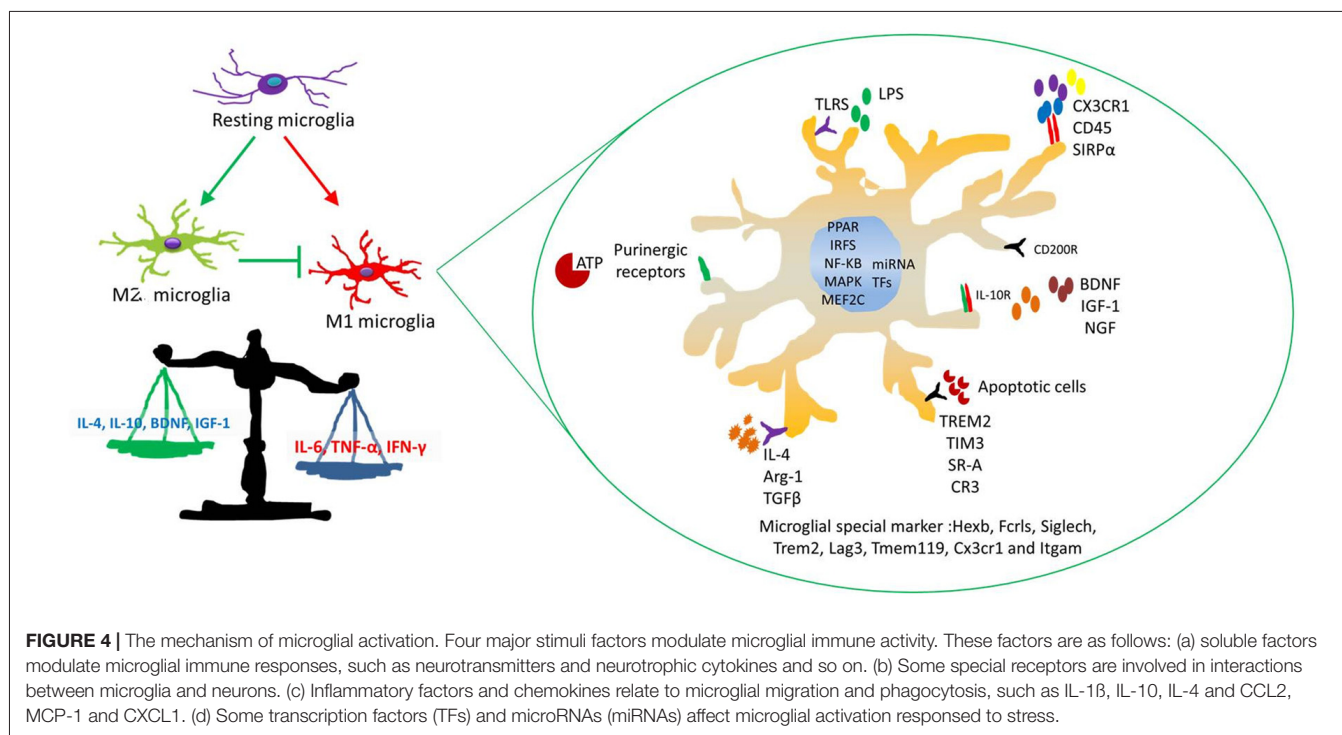 Resting microglia
M2 microglia
M1 microglia
IL-4, IL-10, BDNF, IGF-1
IL-6, TNF-α, IFN-γ
TLRS
LPS
CX3CR1
CD45
SIRPα
ATP
Purinergic
receptors
PPAR
IRFS
NF-KB
MAPK
MEF2C
miRNA
TFs
CD200R
IL-10R
BDNF
IGF-1
NGF
Apoptotic cells
TREM2
TIM3
SR-A
CR3
IL-4
Arg-1
TGFβ
Microglial special marker :Hexb, Fcrls, Siglech,
Trem2, Lag3, Tmem119, Cx3cr1 and Itgam
FIGURE 4 | The mechanism of microglial activation. Four major stimuli factors modulate microglial immune activity. These factors are as follows: (a) soluble factors
modulate microglial immune responses, such as neurotransmitters and neurotrophic cytokines and so on. (b) Some special receptors are involved in interactions
between microglia and neurons. (c) Inflammatory factors and chemokines relate to microglial migration and phagocytosis, such as IL-1ß, IL-10, IL-4 and CCL2,
MCP-1 and CXCL1. (d) Some transcription factors (TFs) and microRNAs (miRNAs) affect microglial activation responsed to stress.